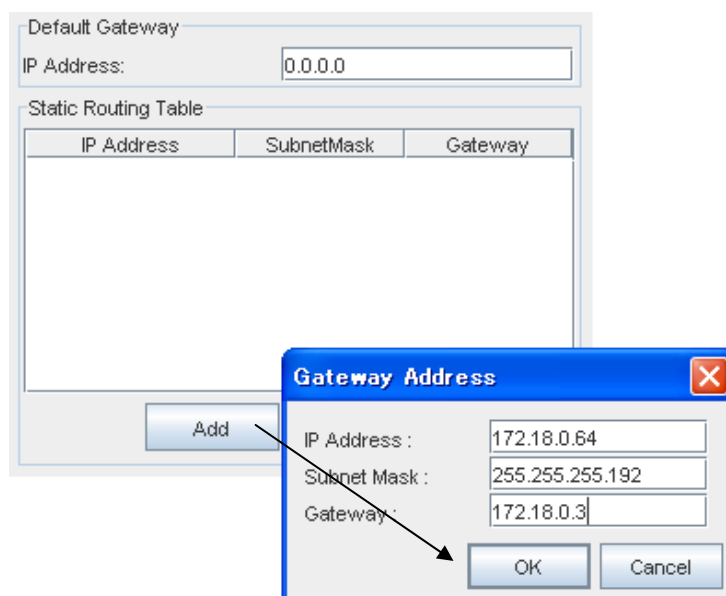 Default Gateway
IP Address: 0.0.0.0
Static Routing Table
IP Address SubnetMask Gateway
Add
Gateway Address
IP Address : 172.18.0.64
Subnet Mask : 255.255.255.192
Gateway : 172.18.0.3
OK Cancel